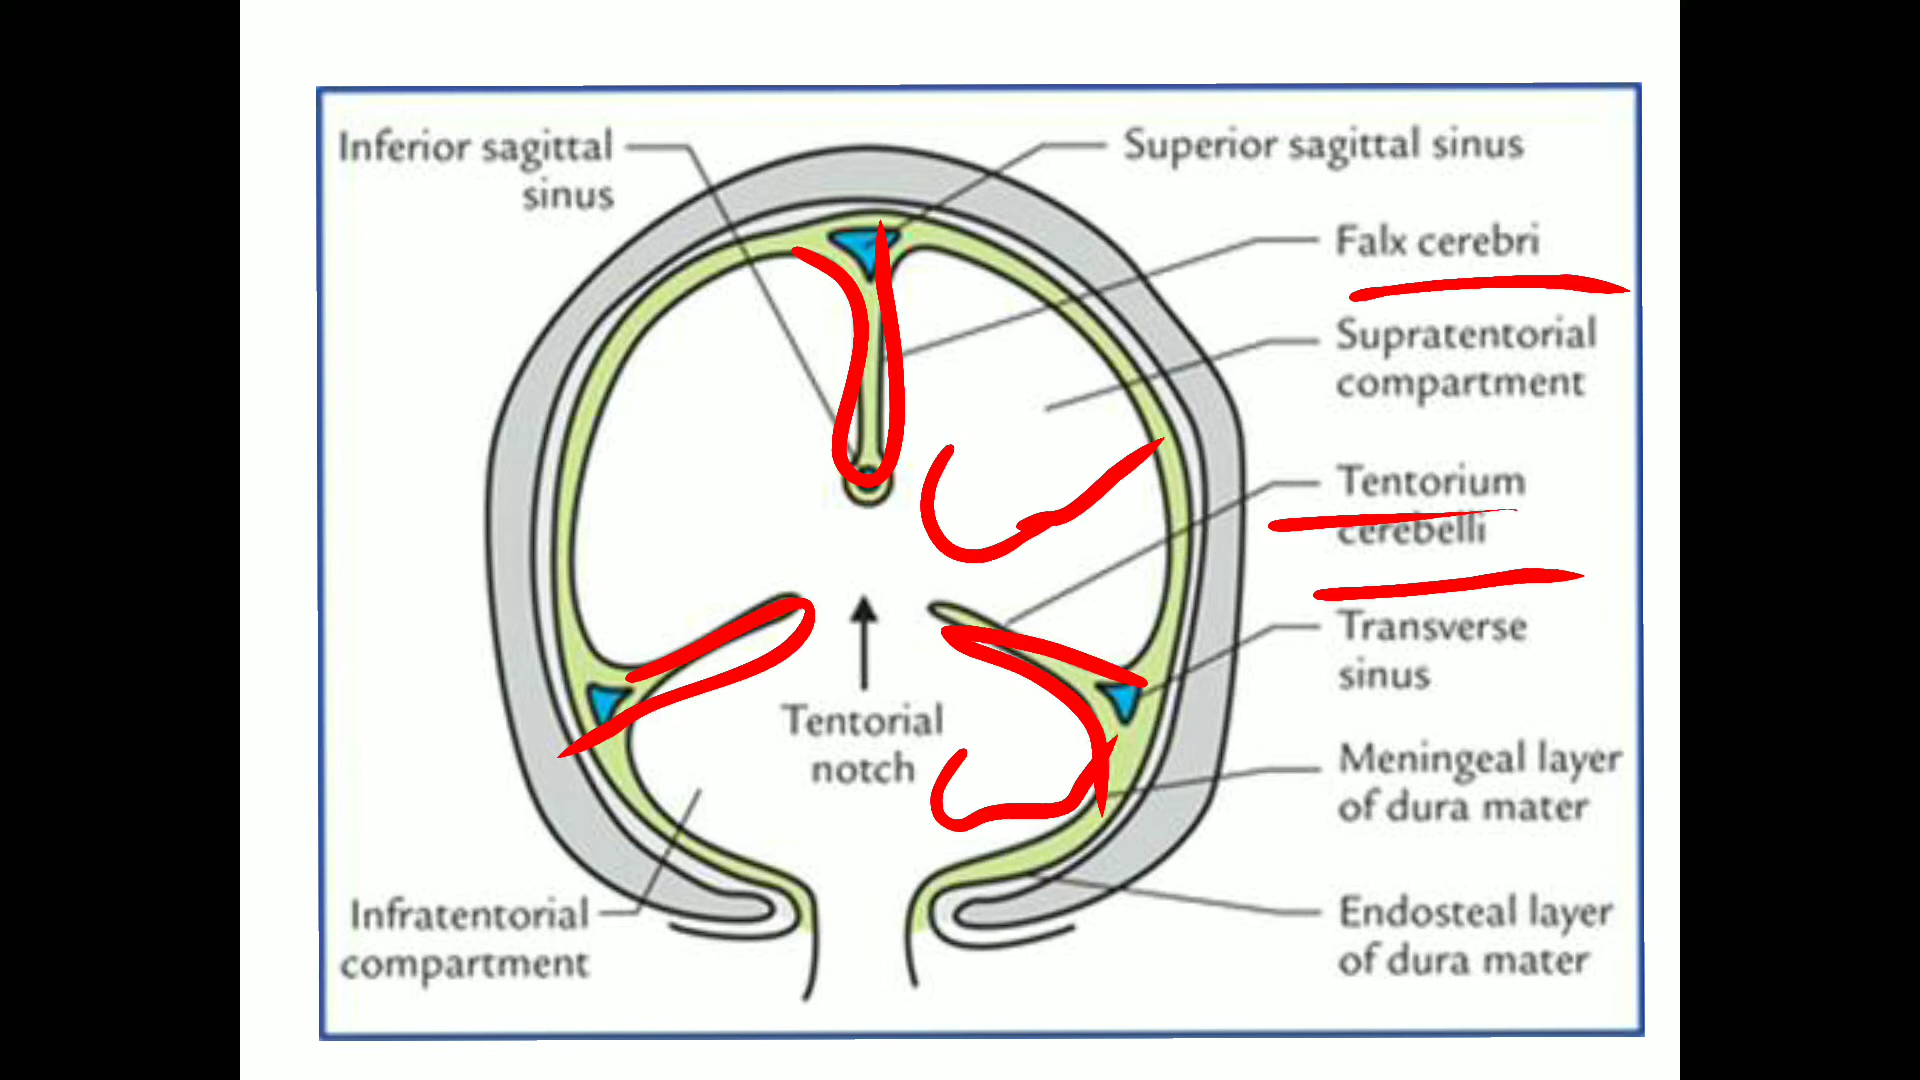 Inferior sagittal
sinus
Superior sagittal sinus
Falx cerebri
Supratentorial
compartment
Tentorium
cerebelli
Transverse
sinus
Tentorial
notch
Meningeal layer
of dura mater
Infratentorial
compartment
Endosteal layer
of dura mater